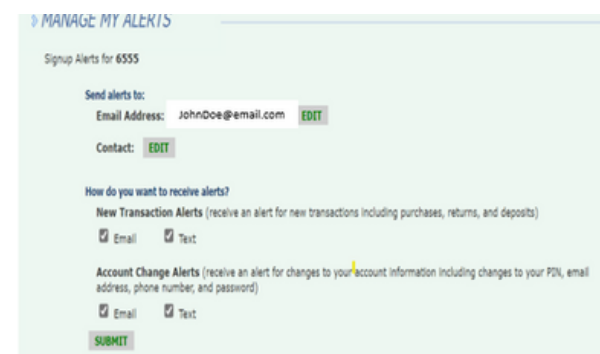 MANAGE MY ALERTS
Signup Alerts for 6555
Send alerts to:
Email Address: JohnDoe@email.com EDIT
Contact: EDIT
How do you want to receive alerts?
New Transaction Alerts (receive an alert for new transactions including purchases, returns, and deposits)
Email Text
Account Change Alerts (receive an alert for changes to your account information including changes to your PIN, email
address, phone number, and password)
Email Text
SUBMIT